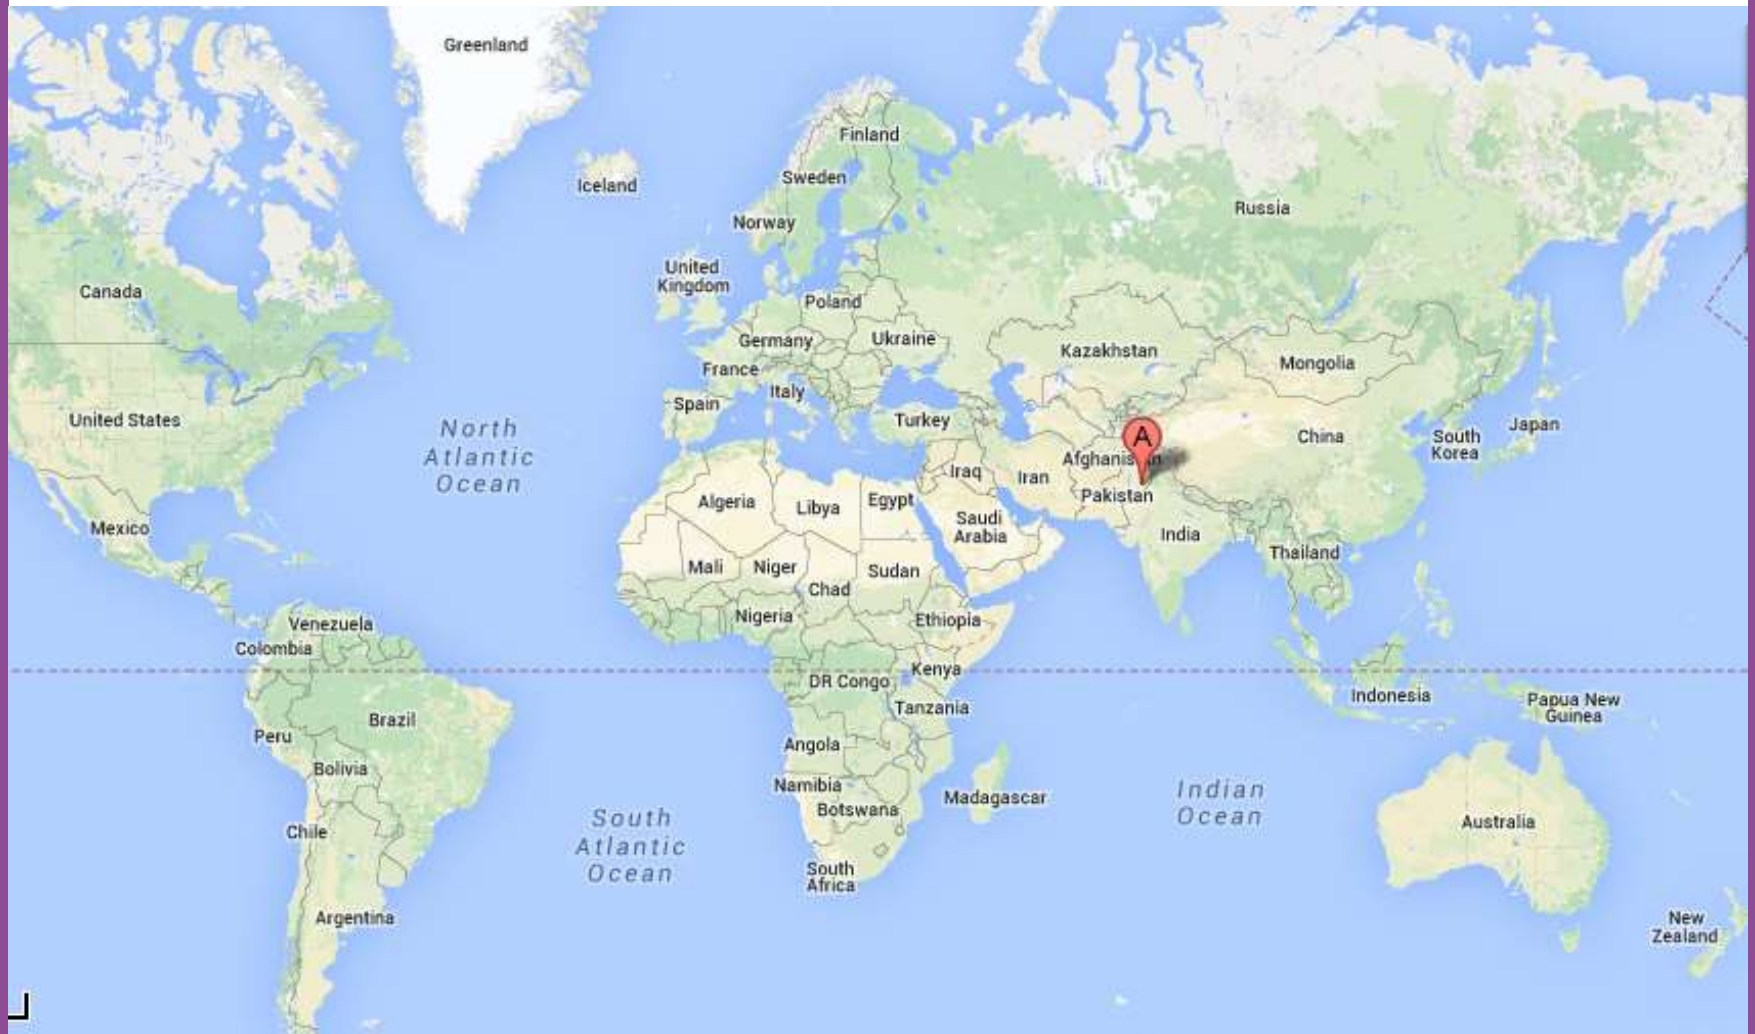 Greenland
Finland
Iceland
Sweden
Russia
Norway
United
Kingdom
Canada
Poland
Germany
Ukraine
Kazakhstan
Mongolia
France
Italy
Spain
United States
Turkey
China
Japan
South
Korea
North
Atlantic
Ocean
A
Iraq
Iran
Pakistan
Algeria
Libya
Egypt
Saudi
Arabia
Mexico
India
Thailand
Mali
Niger
Chad
Sudan
Nigeria
Ethiopia
Venezuela
Colombia
Kenya
DR Congo
Tanzania
Indonesia
Papua New
Guinea
Brazil
Peru
Angola
Bolivia
Namibia
Botswana
Madagascar
Indian
Ocean
Chile
South
Atlantic
Ocean
Australia
South
Africa
Argentina
New
Zealand